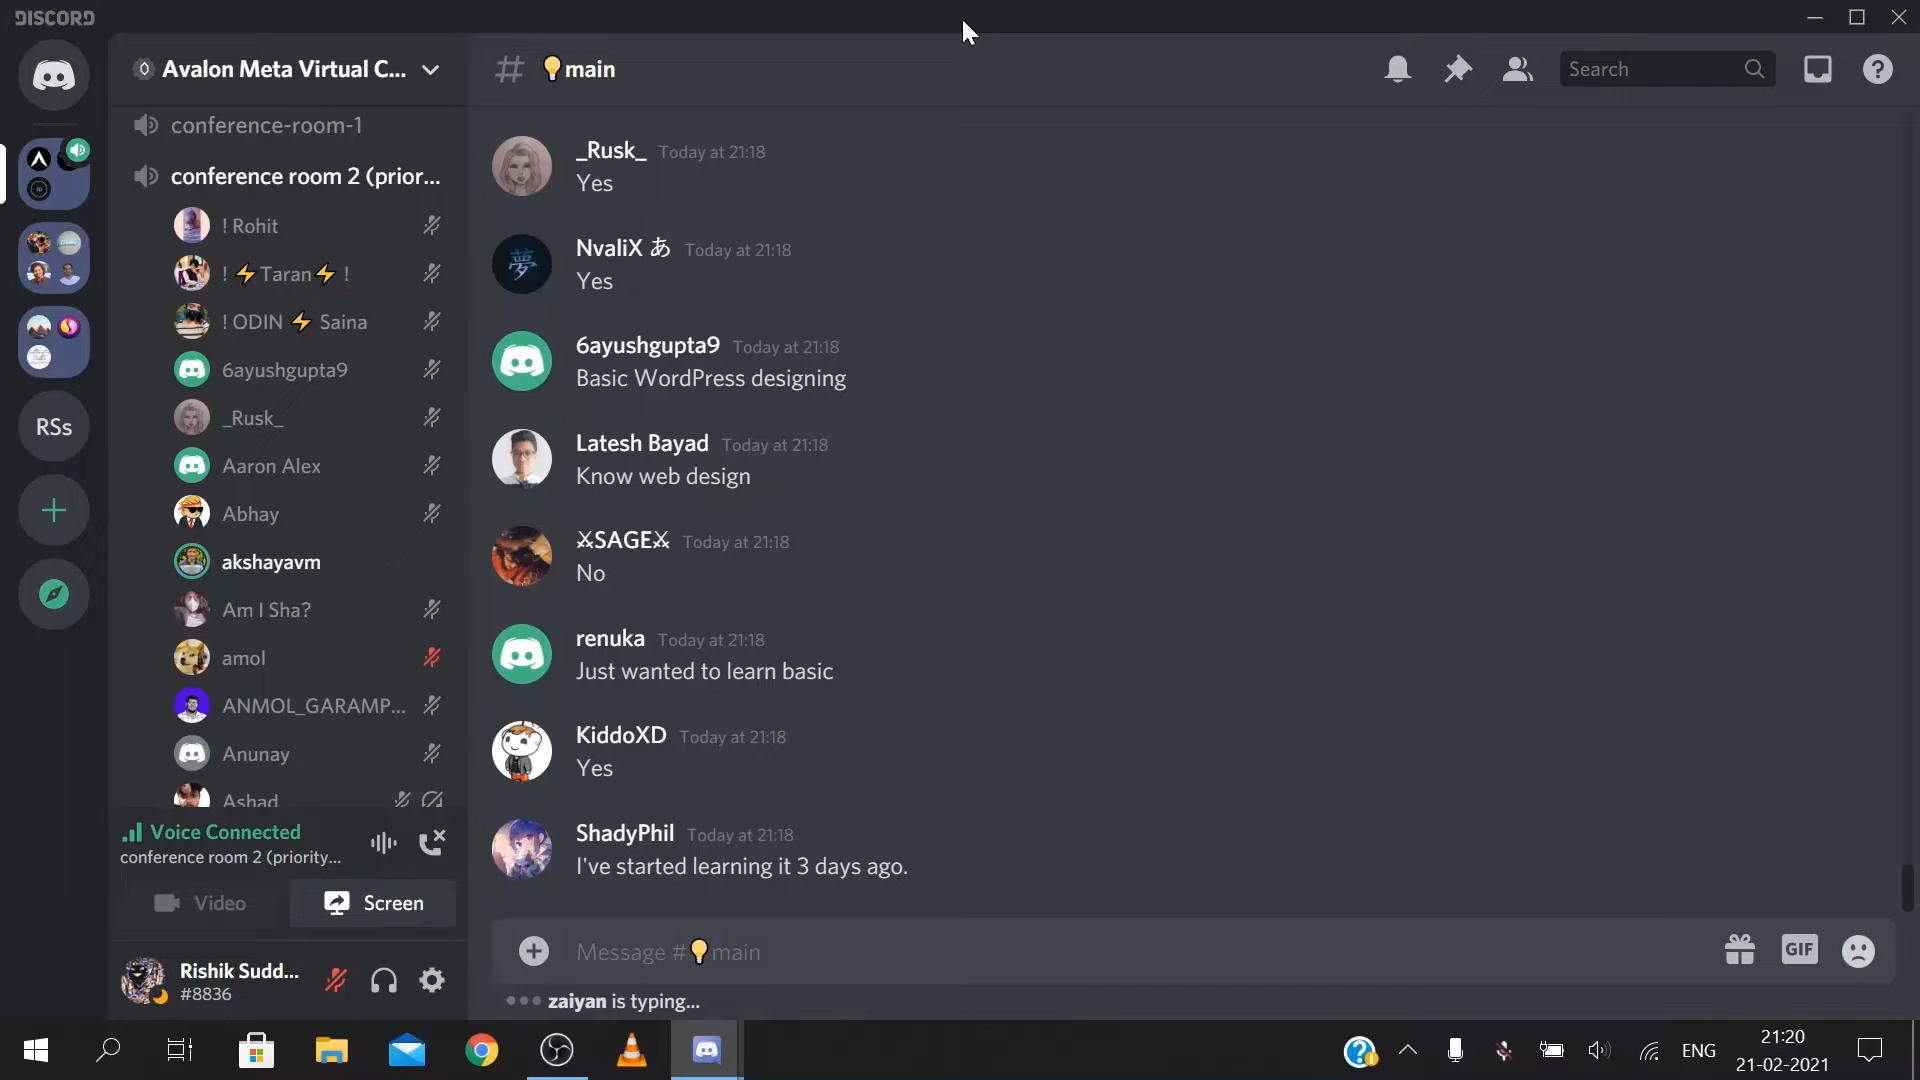 DISCORD
Avalon Meta Virtual C...
conference-room-1
conference room 2 (prior...
! Rohit
! ⚡Taran⚡ !
! ODIN ⚡ Saina
6ayushgupta9
_Rusk_
Aaron Alex
Abhay
akshayavm
Am I Sha?
amol
ANMOL_GARAMP...
Anunay
Ashad
Voice Connected
conference room 2 (priority...
Video
Screen
Rishik Sudd...
#8836
RSs
# 💡main
Search
_Rusk_ Today at 21:18
Yes
NvaliX あ Today at 21:18
夢
Yes
6ayushgupta9 Today at 21:18
Basic WordPress designing
Latesh Bayad Today at 21:18
Know web design
⚔SAGE⚔ Today at 21:18
No
renuka Today at 21:18
Just wanted to learn basic
KiddoXD Today at 21:18
Yes
ShadyPhil Today at 21:18
I've started learning it 3 days ago.
Message #💡main
GIF
zaiyan is typing...
ENG
21:20
21-02-2021